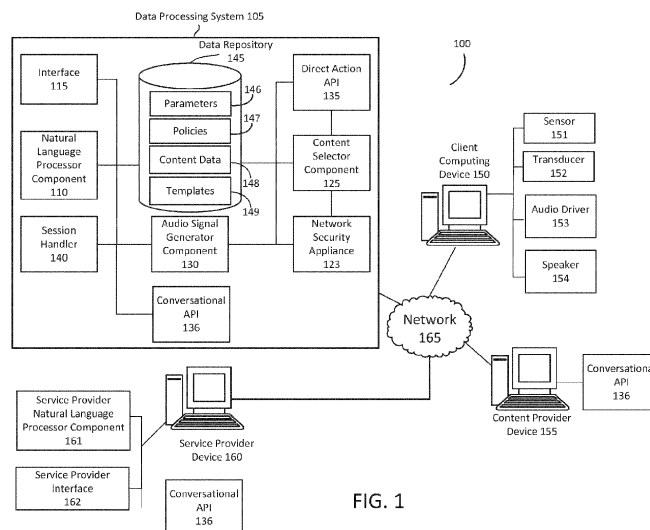 Data Processing System 105
Data Repository
145
100
Interface
115
Parameters
146
Direct Action
API
135
Policies
147
Natural
Language
Processor
Component
110
Content Data
148
Content
Selector
Component
125
Templates
149
Session
Handler
140
Audio Signal
Generator
Component
130
Network
Security
Appliance
123
Conversational
API
136
Client
Computing
Device 150
Sensor
151
Transducer
152
Audio Driver
153
Speaker
154
Network
165
Conversational
API
136
Content Provider
Device 155
Service Provider
Natural Language
Processor Component
161
Service Provider
Device 160
Service Provider
Interface
162
Conversational
API
136
FIG. 1